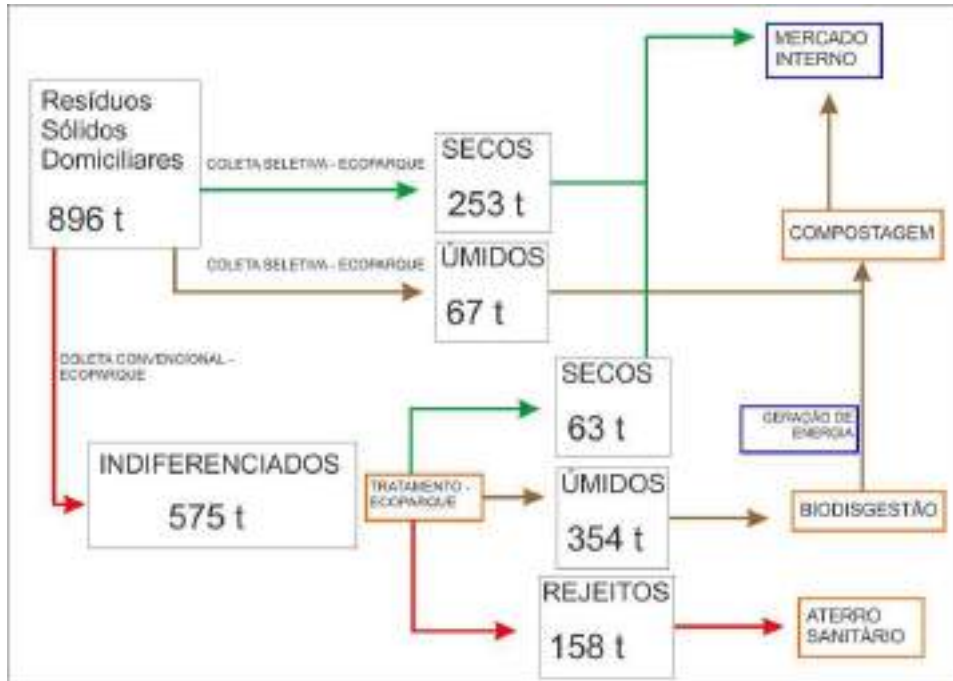 MERCADO
INTERNO
Resíduos
Sólidos
Domiciliares
896 t
COLETA SELETIVA - ECOPARQUE
SECOS
253 t
COMPOSTAGEM
COLETA SELETIVA - ECOPARQUE
ÚMIDOS
67 t
COLETA CONVENCIONAL -
ECOPARQUE
SECOS
63 t
GERAÇÃO DE
ENERGIA
INDIFERENCIADOS
575 t
TRATAMENTO -
ECOPARQUE
ÚMIDOS
354 t
BIODISGESTÃO
REJEITOS
158 t
ATERRO
SANITÁRIO